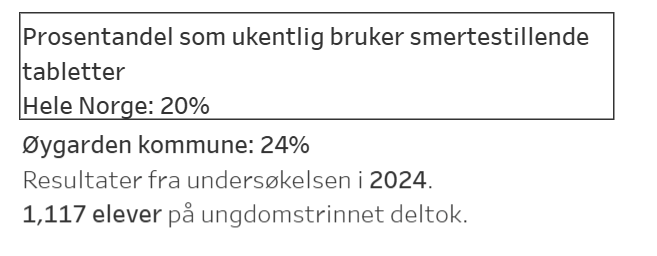 Prosentandel som ukentlig bruker smertestillende
tabletter
Hele Norge: 20%
Øygarden kommune: 24%
Resultater fra undersøkelsen i 2024.
1,117 elever på ungdomstrinnet deltok.